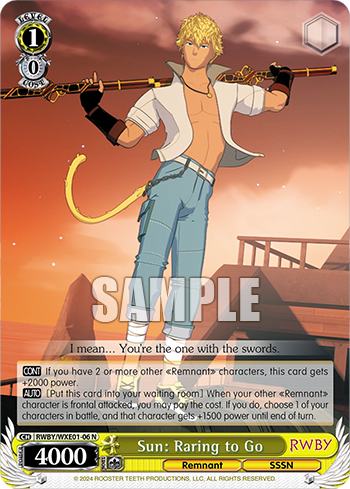 LEVEL
1
0
COST
SAMPLE
I mean... You're the one with the swords.
CONT If you have 2 or more other «Remnant» characters, this card gets
+2000 power.
AUTO [Put this card into your waiting room] When your other «Remnant»
character is frontal attacked, you may pay the cost. If you do, choose 1 of your
characters in battle, and that character gets +1500 power until end of turn.
CH RWBY/WXE01-06 N
Sun: Raring to Go
RWBY
4000
Remnant
SSSN
© 2024 ROOSTER TEETH PRODUCTIONS, LLC, ALL RIGHTS RESERVED.